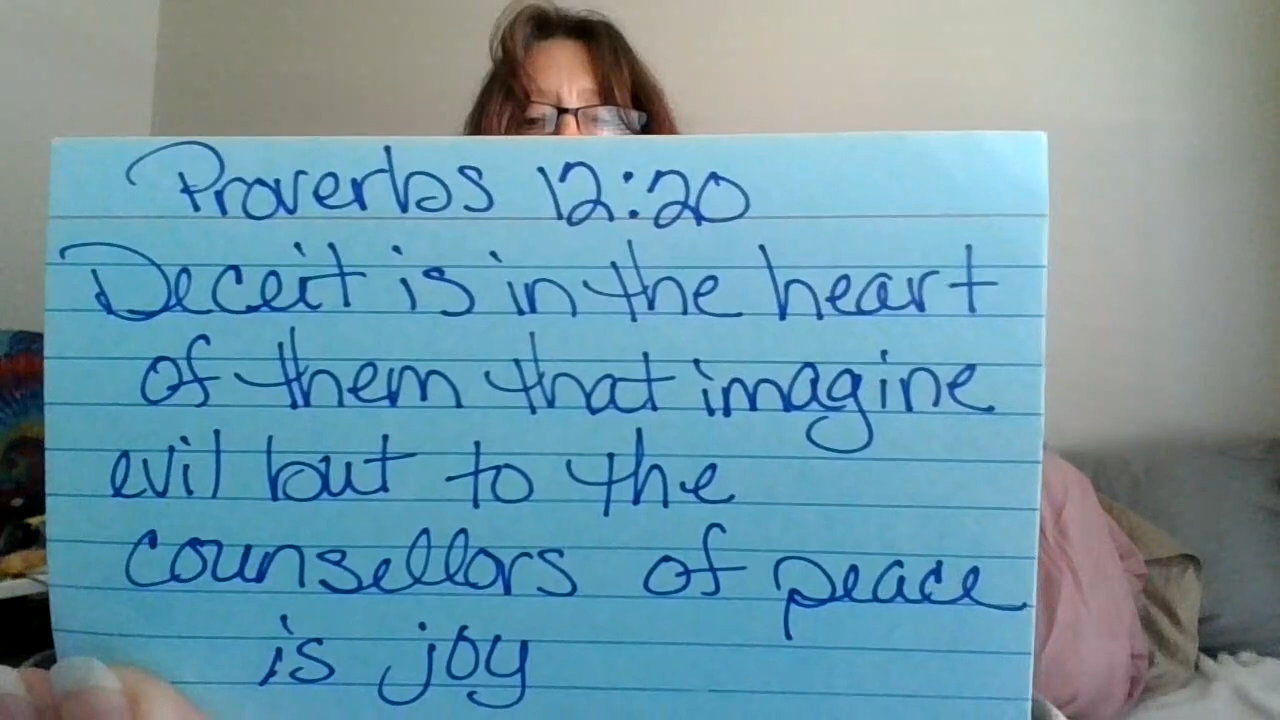 Proverbs 12:20
Deceit is in the heart
of them that imagine
evil but to the
counsellors of peace
is joy